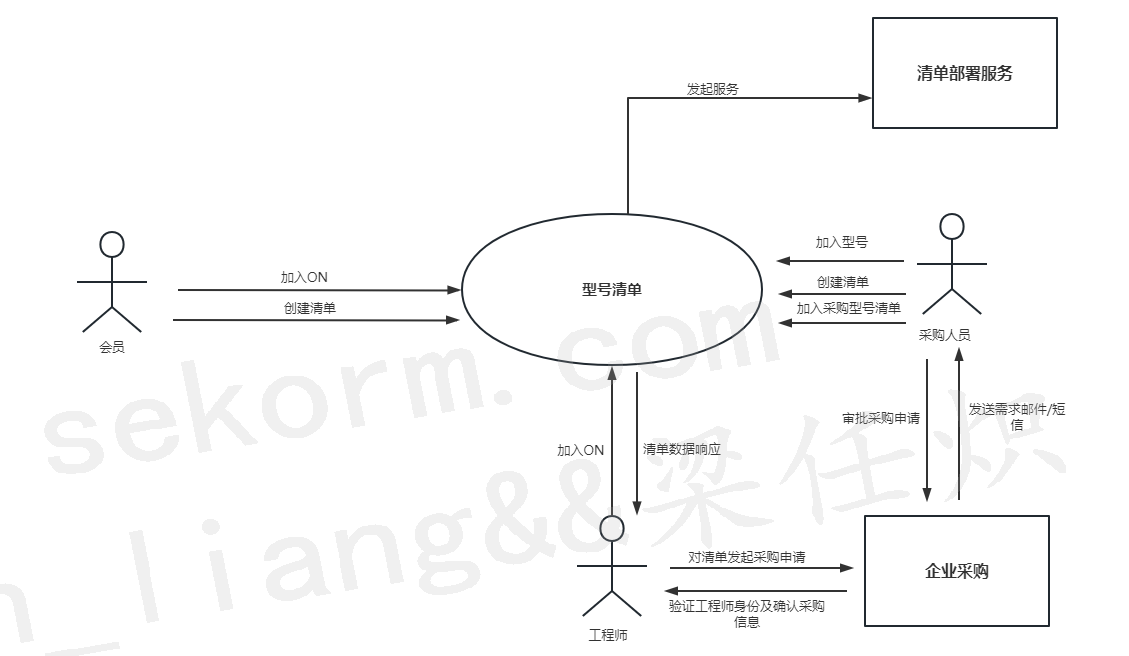 清单部署服务
发起服务
加入型号
加入ON
创建清单
型号清单
创建清单
加入采购型号清单
会员
采购人员
审批采购申请
发送需求邮件/短
信
加入ON
清单数据响应
对清单发起采购申请
企业采购
验证工程师身份及确认采购
信息
工程师
sekorm.com
n_liang&&梁任炽